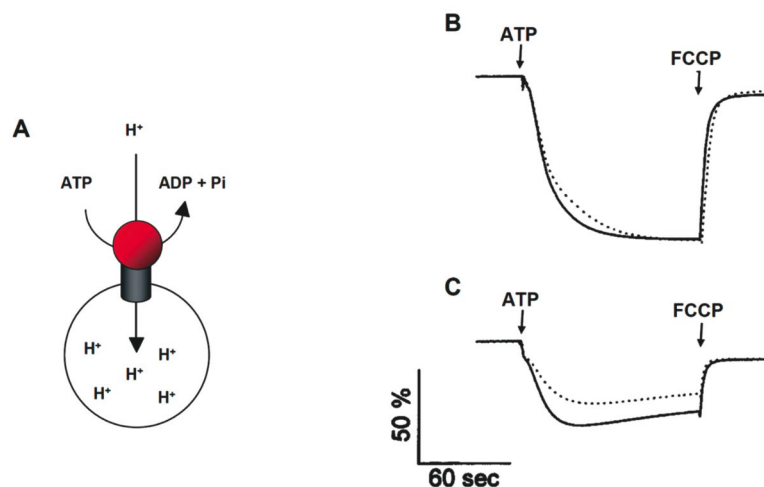 A
H⁺
ATP
ADP + Pi
H⁺
H⁺
H⁺
H⁺
H⁺
B
ATP
FCCP
C
ATP
FCCP
50 %
60 sec